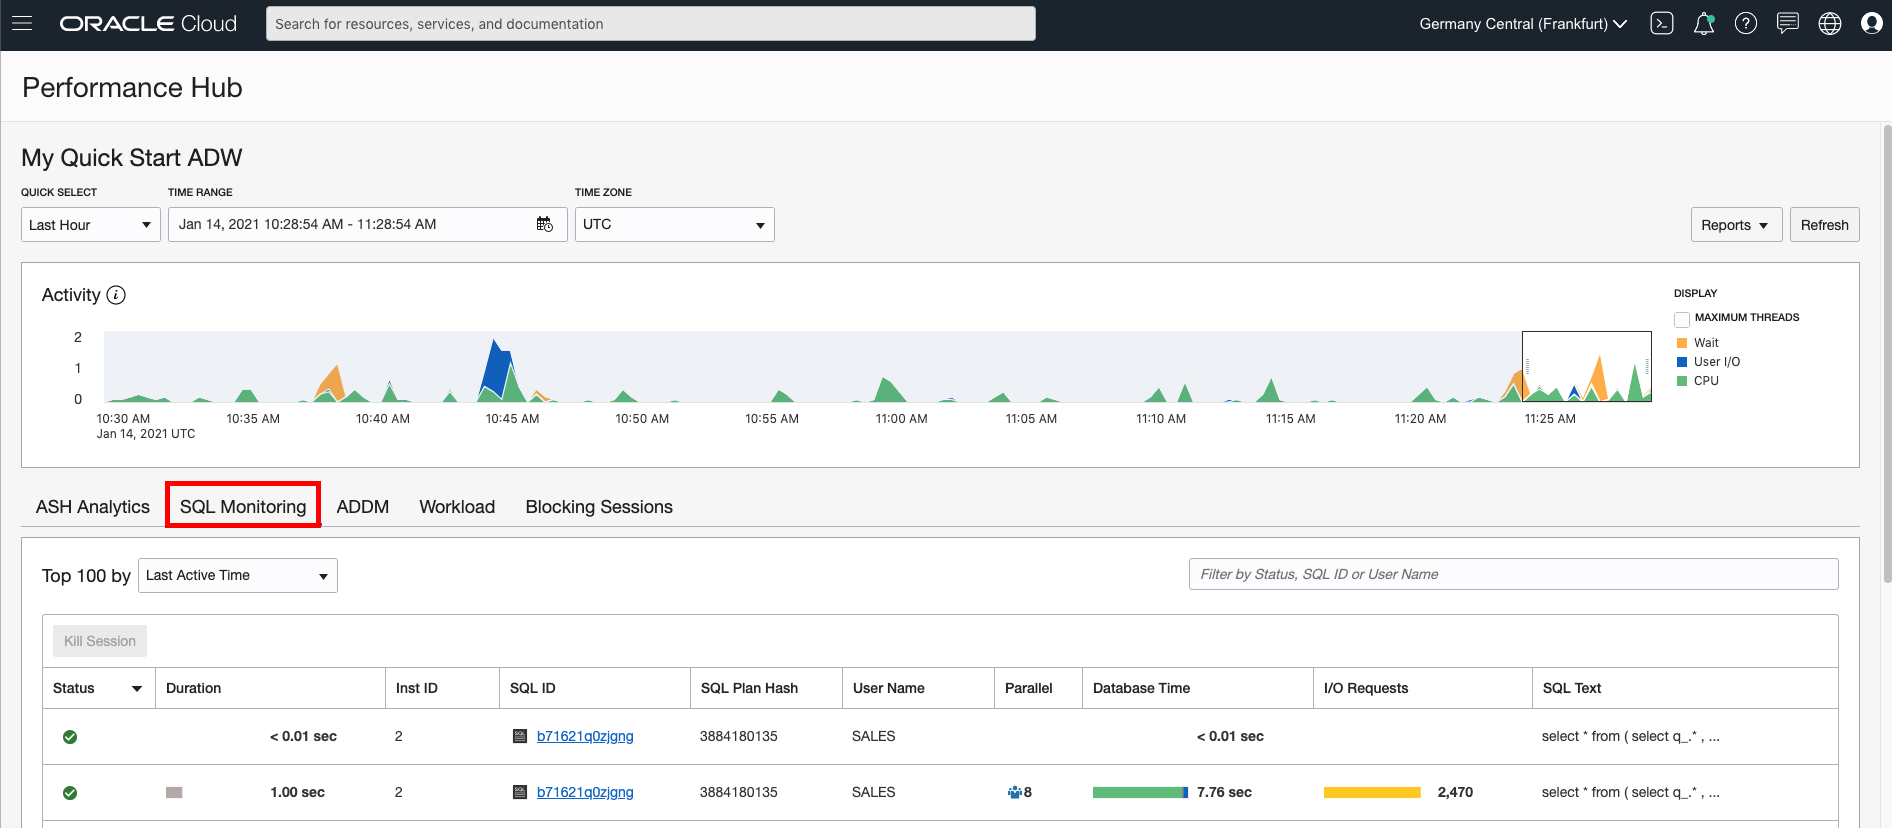 ORACLE Cloud
Search for resources, services, and documentation
Germany Central (Frankfurt)
Performance Hub
My Quick Start ADW
QUICK SELECT TIME RANGE TIME ZONE
Last Hour Jan 14, 2021 10:28:54 AM - 11:28:54 AM UTC Reports Refresh
Activity
DISPLAY
MAXIMUM THREADS
Wait
User I/O
CPU
2
1
0
10:30 AM 10:35 AM 10:40 AM 10:45 AM 10:50 AM 10:55 AM 11:00 AM 11:05 AM 11:10 AM 11:15 AM 11:20 AM 11:25 AM
Jan 14, 2021 UTC
ASH Analytics SQL Monitoring ADDM Workload Blocking Sessions
Top 100 by Last Active Time Filter by Status, SQL ID or User Name
Kill Session
Status Duration Inst ID SQL ID SQL Plan Hash User Name Parallel Database Time I/O Requests SQL Text
< 0.01 sec 2 b71621q0zjgng 3884180135 SALES < 0.01 sec select * from ( select q_.* , ...
1.00 sec 2 b71621q0zjgng 3884180135 SALES 8 7.76 sec 2,470 select * from ( select q_.* , ...